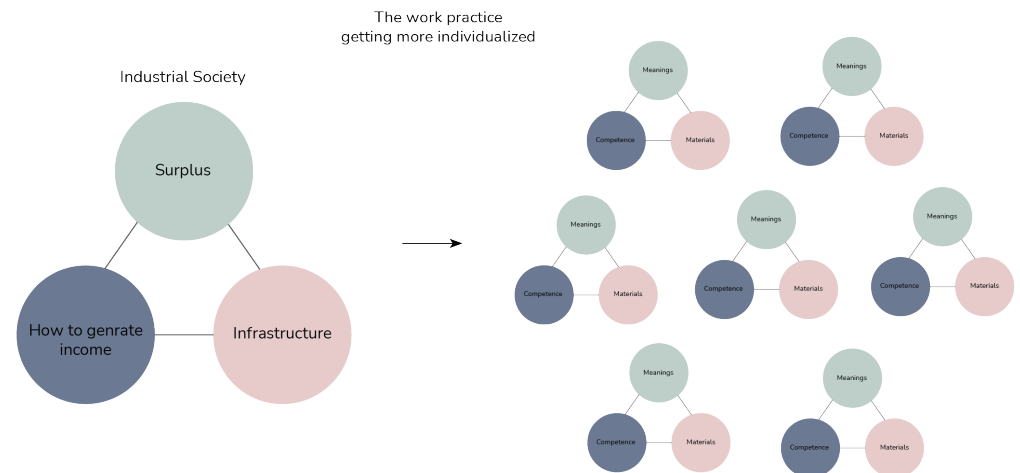 The work practice
getting more individualized
Industrial Society
Surplus
How to genrate
income
Infrastructure
Meanings
Competence
Materials
Meanings
Competence
Materials
Meanings
Competence
Materials
Meanings
Competence
Materials
Meanings
Competence
Materials
Meanings
Competence
Materials
Meanings
Competence
Materials